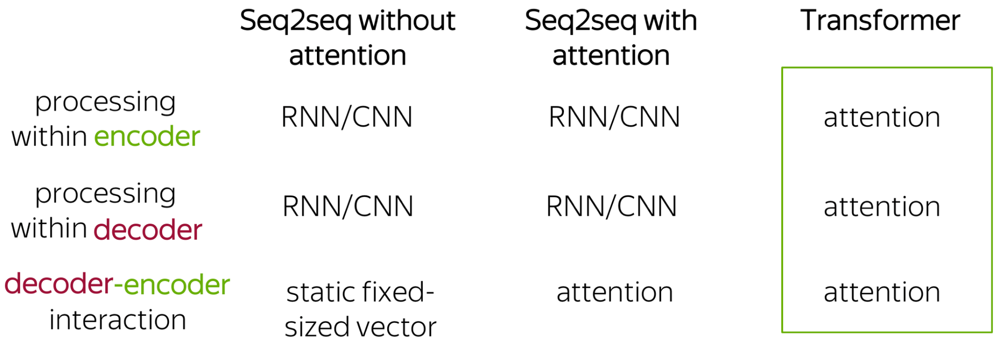 Seq2seq without attention
Seq2seq with attention
Transformer
processing
within encoder
RNN/CNN
RNN/CNN
attention
processing
within decoder
RNN/CNN
RNN/CNN
attention
decoder-encoder
interaction
static fixed-
sized vector
attention
attention